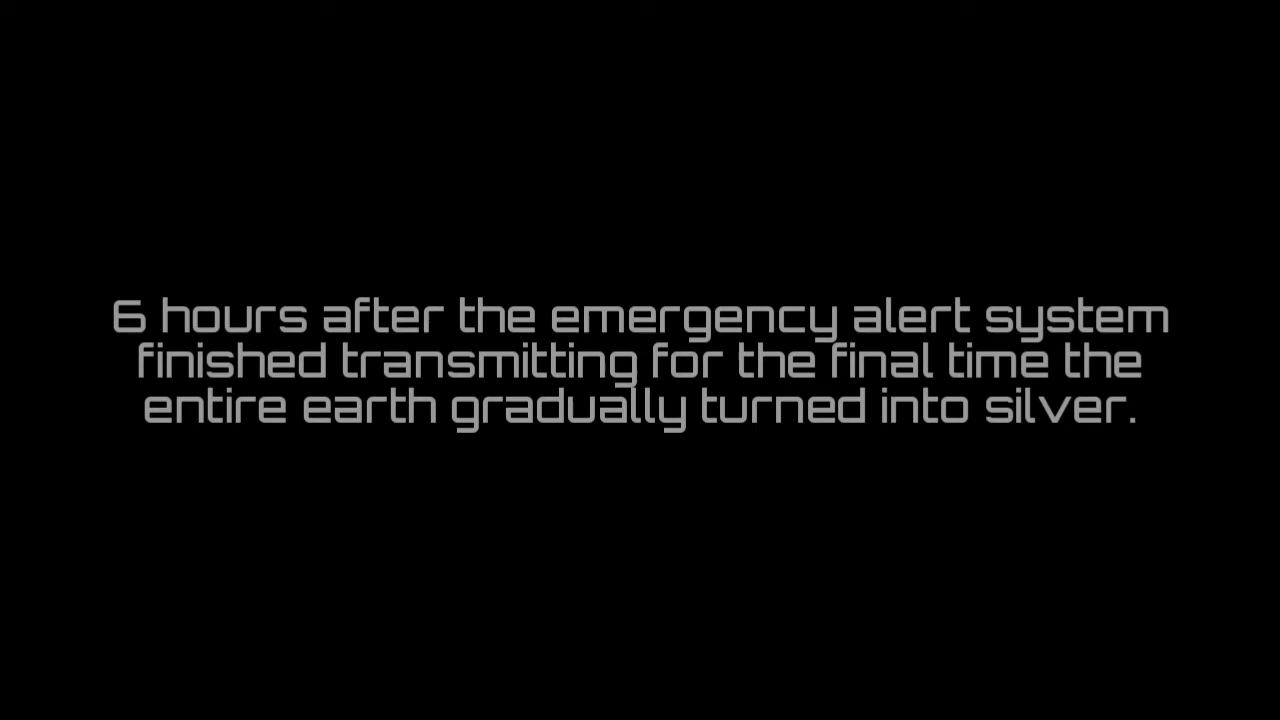 6 hours after the emergency alert system
finished transmitting for the final time the
entire earth gradually turned into silver.